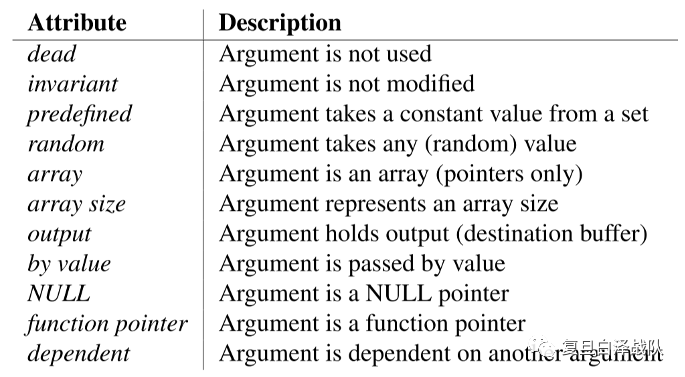 Attribute Description
dead Argument is not used
invariant Argument is not modified
predefined Argument takes a constant value from a set
random Argument takes any (random) value
array Argument is an array (pointers only)
array size Argument represents an array size
output Argument holds output (destination buffer)
by value Argument is passed by value
NULL Argument is a NULL pointer
function pointer Argument is a function pointer
dependent Argument is dependent on another argument
复旦白泽战队